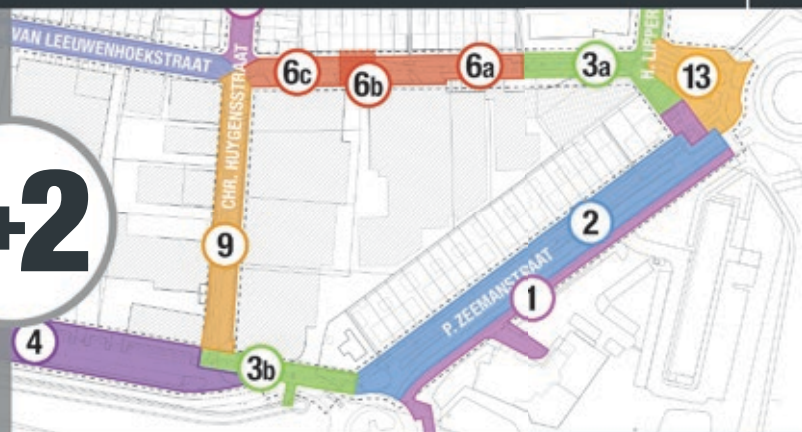 VAN LEEUWENHOEKSTRAAT
CHR. HUYGENSSTRAAT
H. LIPPER
6c
6b
6a
3a
13
+2
9
2
P. ZEEMANSTRAAT
1
4
3b